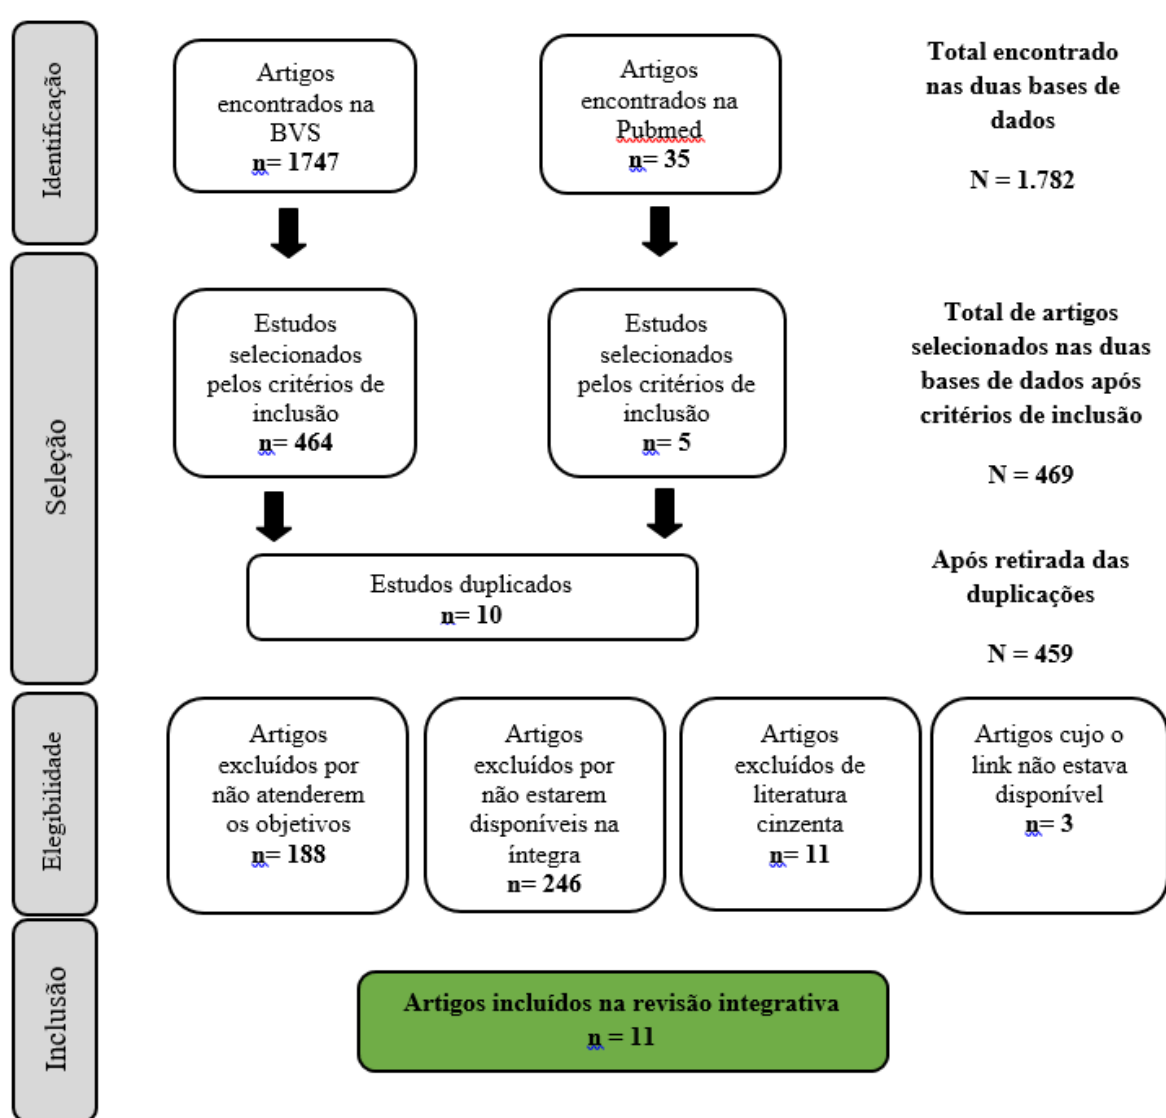 Identificação
Artigos
encontrados na
BVS
n= 1747
Artigos
encontrados na
Pubmed
n= 35
Total encontrado
nas duas bases de
dados
N = 1.782
Seleção
Estudos
selecionados
pelos critérios de
inclusão
n= 464
Estudos
selecionados
pelos critérios de
inclusão
n= 5
Total de artigos
selecionados nas duas
bases de dados após
critérios de inclusão
N = 469
Estudos duplicados
n= 10
Após retirada das
duplicações
N = 459
Elegibilidade
Artigos
excluídos por
não atenderem
os objetivos
n= 188
Artigos
excluídos por
não estarem
disponíveis na
íntegra
n= 246
Artigos
excluídos de
literatura
cinzenta
n= 11
Artigos cujo o
link não estava
disponível
n= 3
Inclusão
Artigos incluídos na revisão integrativa
n = 11